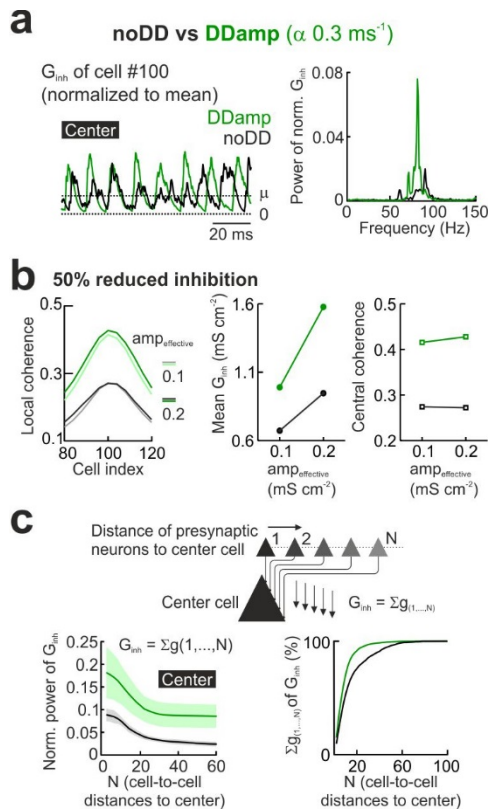 a
noDD vs DDamp (α 0.3 ms⁻¹)
Gᵢₙₕ of cell #100
(normalized to mean)
Center
DDamp
noDD
μ
0
20 ms
Power of norm. Gᵢₙₕ
0.08
0.04
0
0 50 100 150
Frequency (Hz)
b
50% reduced inhibition
Local coherence
0.5
0.3
0.1
80 100 120
Cell index
amp_effective
0.1
0.2
Mean Gᵢₙₕ (mS cm⁻²)
1.6
1.1
0.6
0.1 0.2
amp_effective
(mS cm⁻²)
Central coherence
0.5
0.4
0.3
0.2
0.1 0.2
amp_effective
(mS cm⁻²)
c
Distance of presynaptic
neurons to center cell
1 2 N
Center cell
Gᵢₙₕ = Σg₍₁,...,N₎
Norm. power of Gᵢₙₕ
Gᵢₙₕ = Σg(1,...,N)
Center
0.25
0.2
0.15
0.1
0.05
0
0 20 40 60
N (cell-to-cell
distances to center)
Σg₍₁,...,N₎ of Gᵢₙₕ (%)
100
50
0
0 50 100
N (cell-to-cell
distances to center)